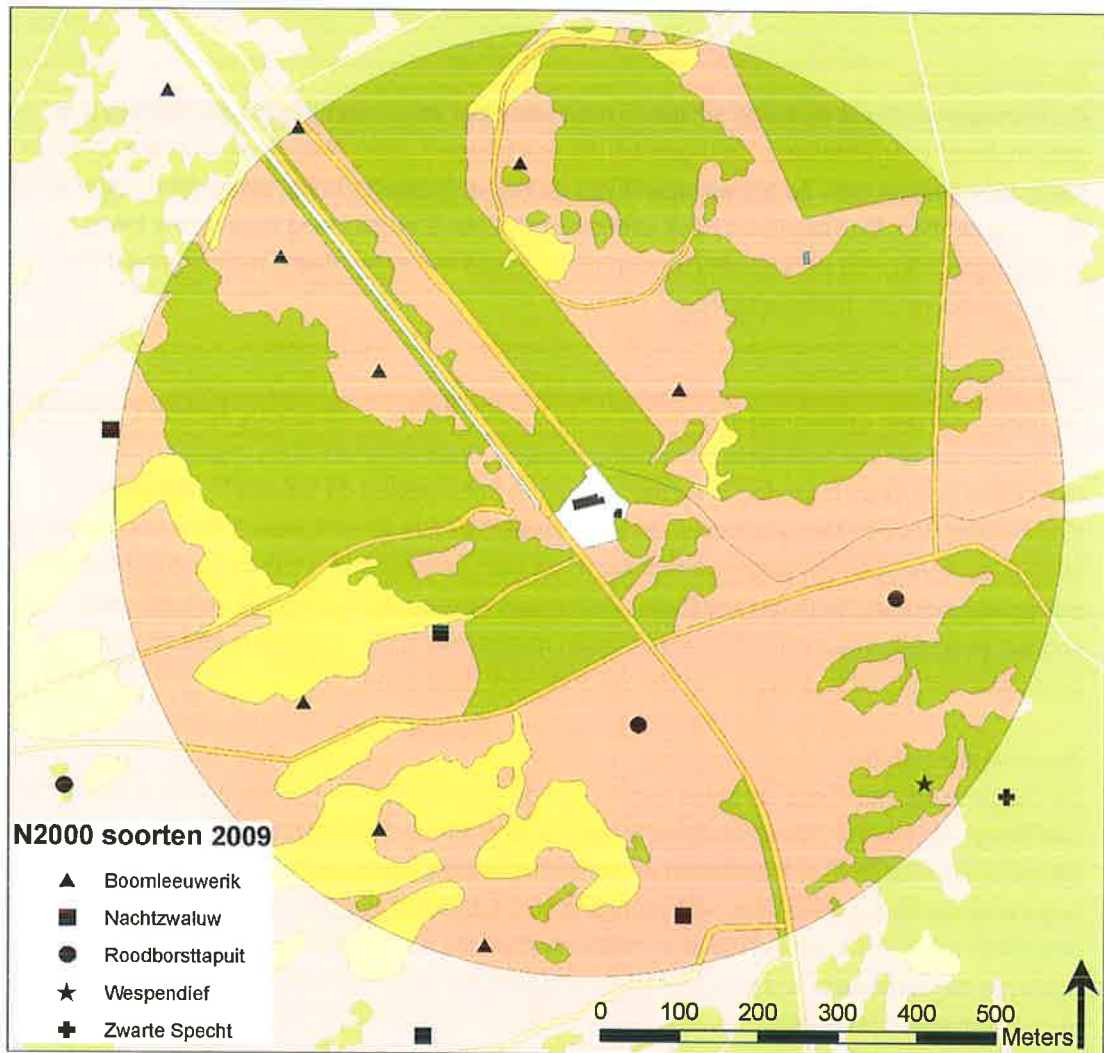 N2000 soorten 2009
Boomleeuwerik
Nachtzwaluw
Roodborsttapuit
Wespendief
Zwarte Specht
0 100 200 300 400 500
Meters